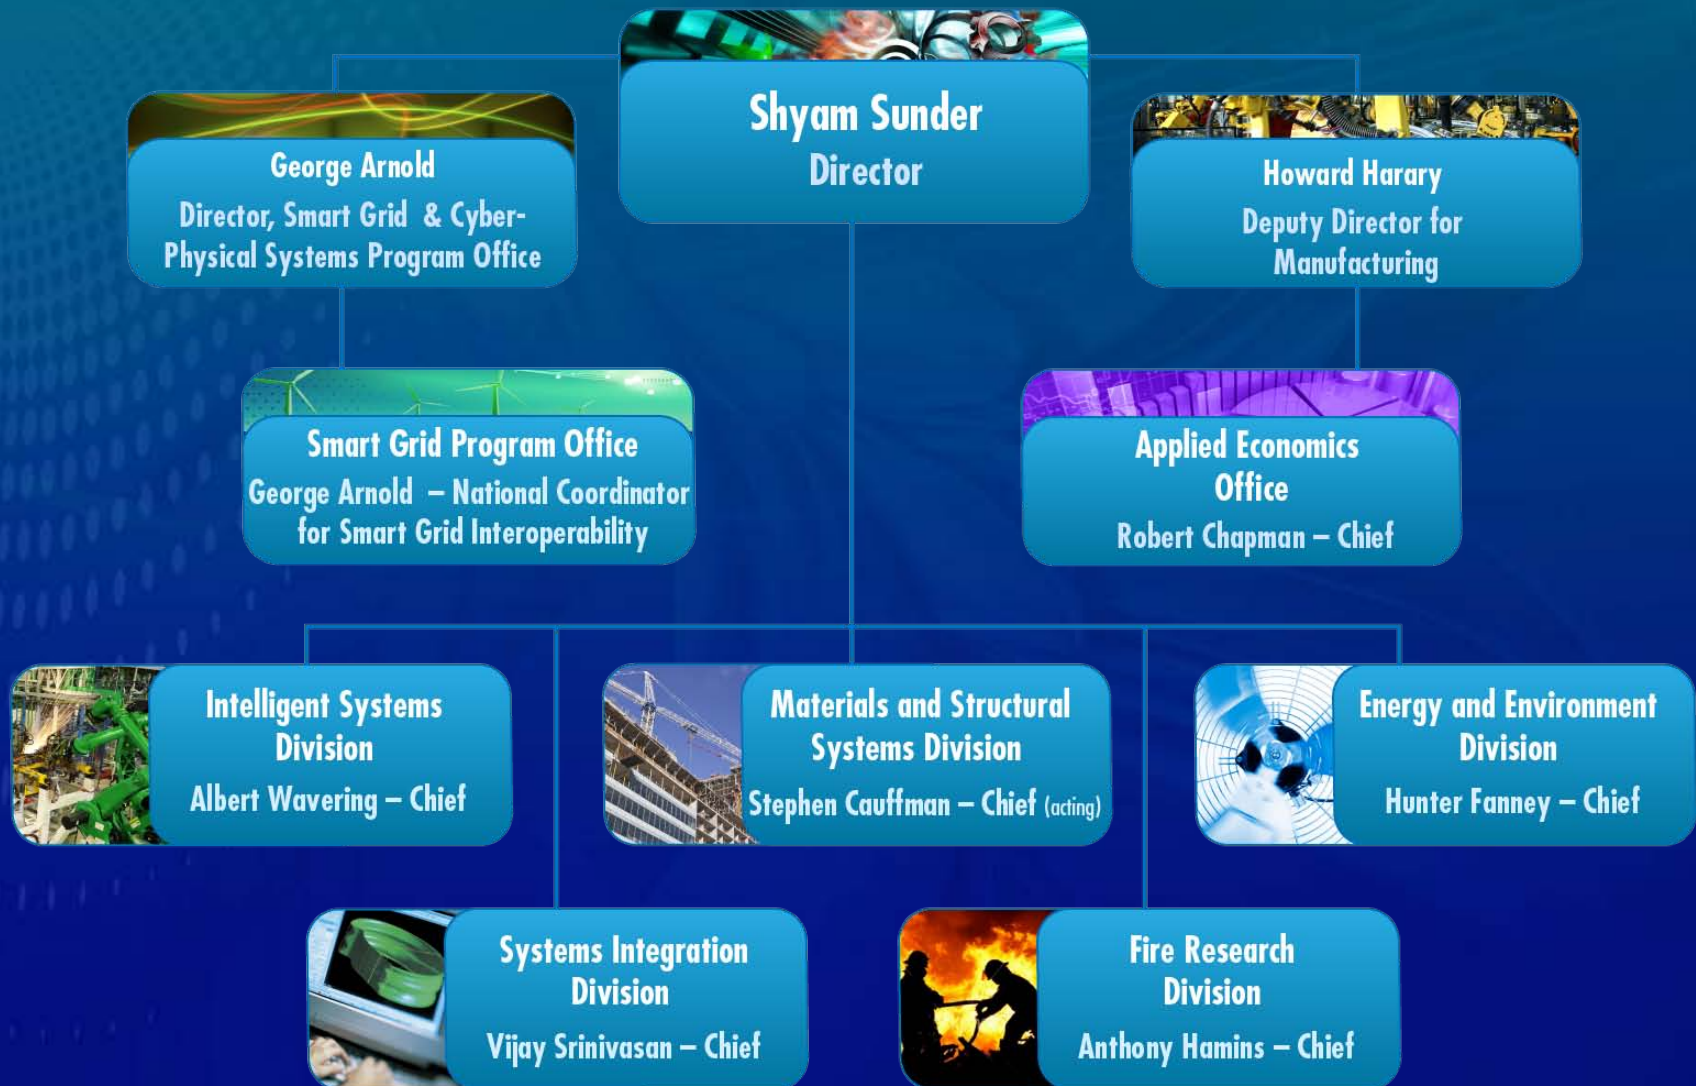 Shyam Sunder
Director
George Arnold
Director, Smart Grid & Cyber-
Physical Systems Program Office
Howard Harary
Deputy Director for
Manufacturing
Smart Grid Program Office
George Arnold – National Coordinator
for Smart Grid Interoperability
Applied Economics
Office
Robert Chapman – Chief
Intelligent Systems
Division
Albert Wavering – Chief
Materials and Structural
Systems Division
Stephen Cauffman – Chief (acting)
Energy and Environment
Division
Hunter Fanney – Chief
Systems Integration
Division
Vijay Srinivasan – Chief
Fire Research
Division
Anthony Hamins – Chief